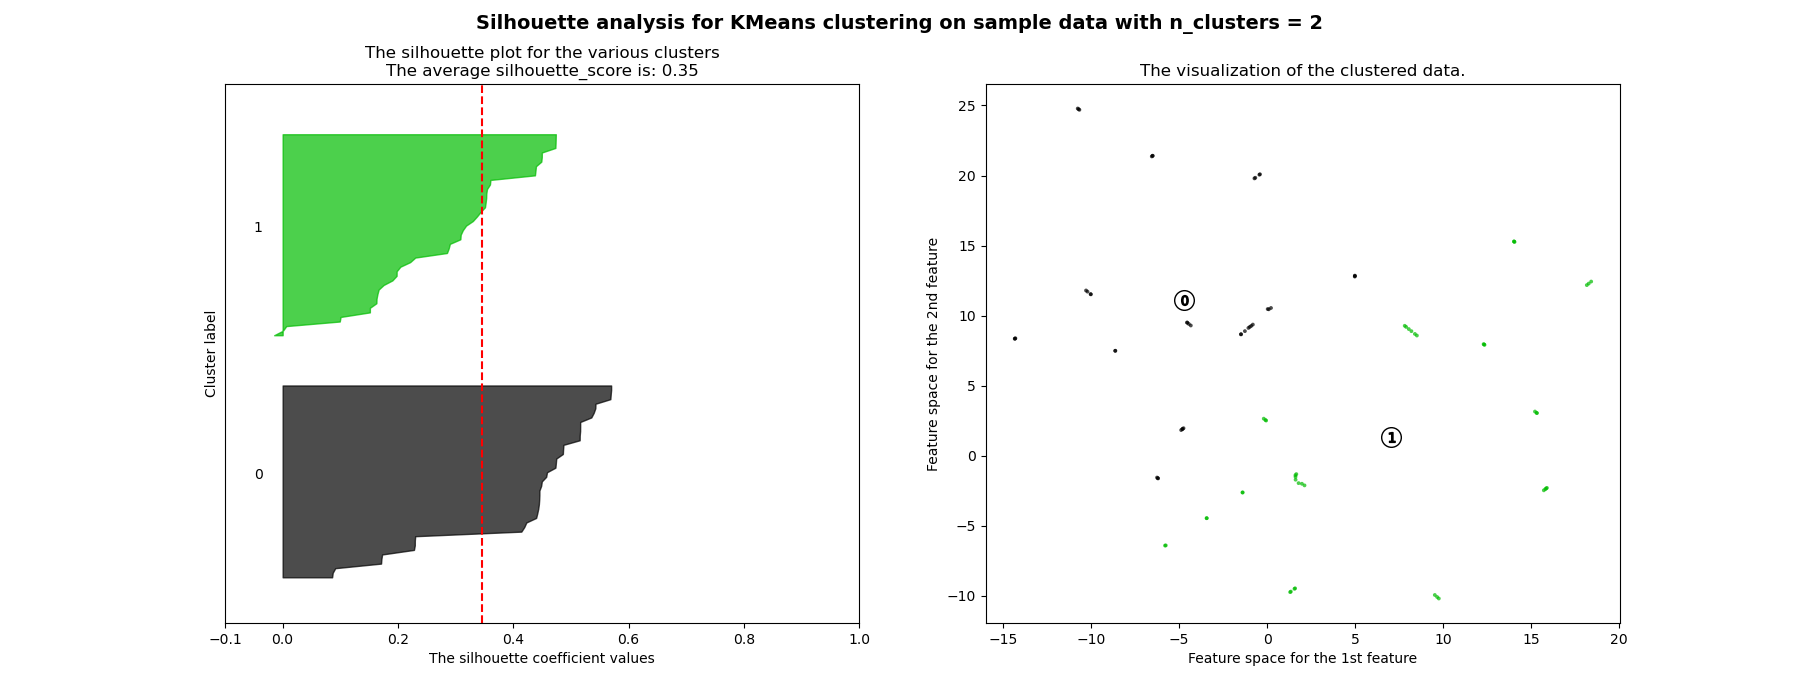 Silhouette analysis for KMeans clustering on sample data with n_clusters = 2
The silhouette plot for the various clusters
The average silhouette_score is: 0.35
Cluster label
1
0
−0.1 0.0 0.2 0.4 0.6 0.8 1.0
The silhouette coefficient values
The visualization of the clustered data.
Feature space for the 2nd feature
25
20
15
10
5
0
−5
−10
0
1
−15 −10 −5 0 5 10 15 20
Feature space for the 1st feature